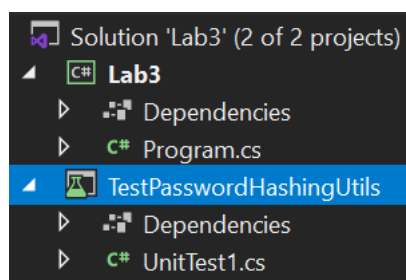 Solution 'Lab3' (2 of 2 projects)
C# Lab3
Dependencies
C# Program.cs
TestPasswordHashingUtils
Dependencies
C# UnitTest1.cs